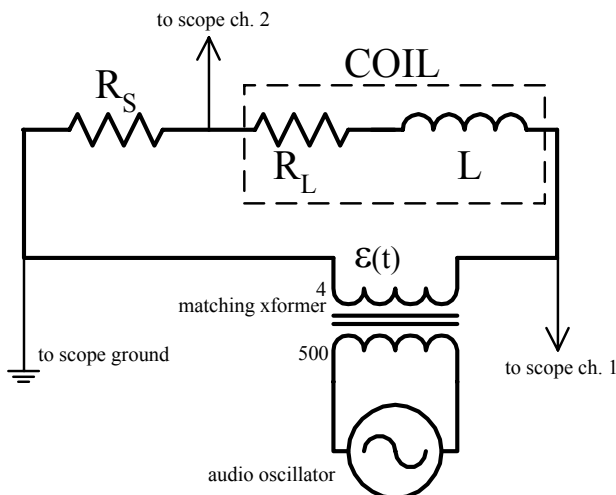 to scope ch. 2
COIL
R_S
R_L
L
ε(t)
4
matching xformer
500
to scope ground
to scope ch. 1
audio oscillator